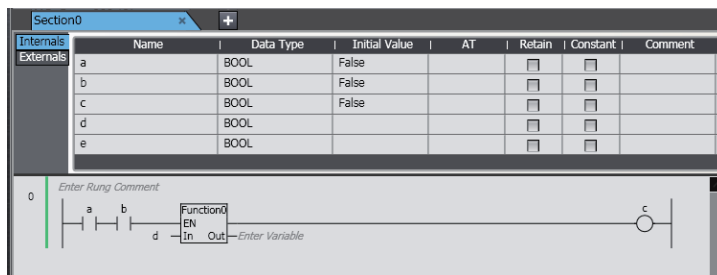 Section0 × +
Internals Name Data Type Initial Value AT Retain Constant Comment
Externals
a BOOL False
b BOOL False
c BOOL False
d BOOL
e BOOL
0 Enter Rung Comment
a b Function0 c
EN
d In Out Enter Variable